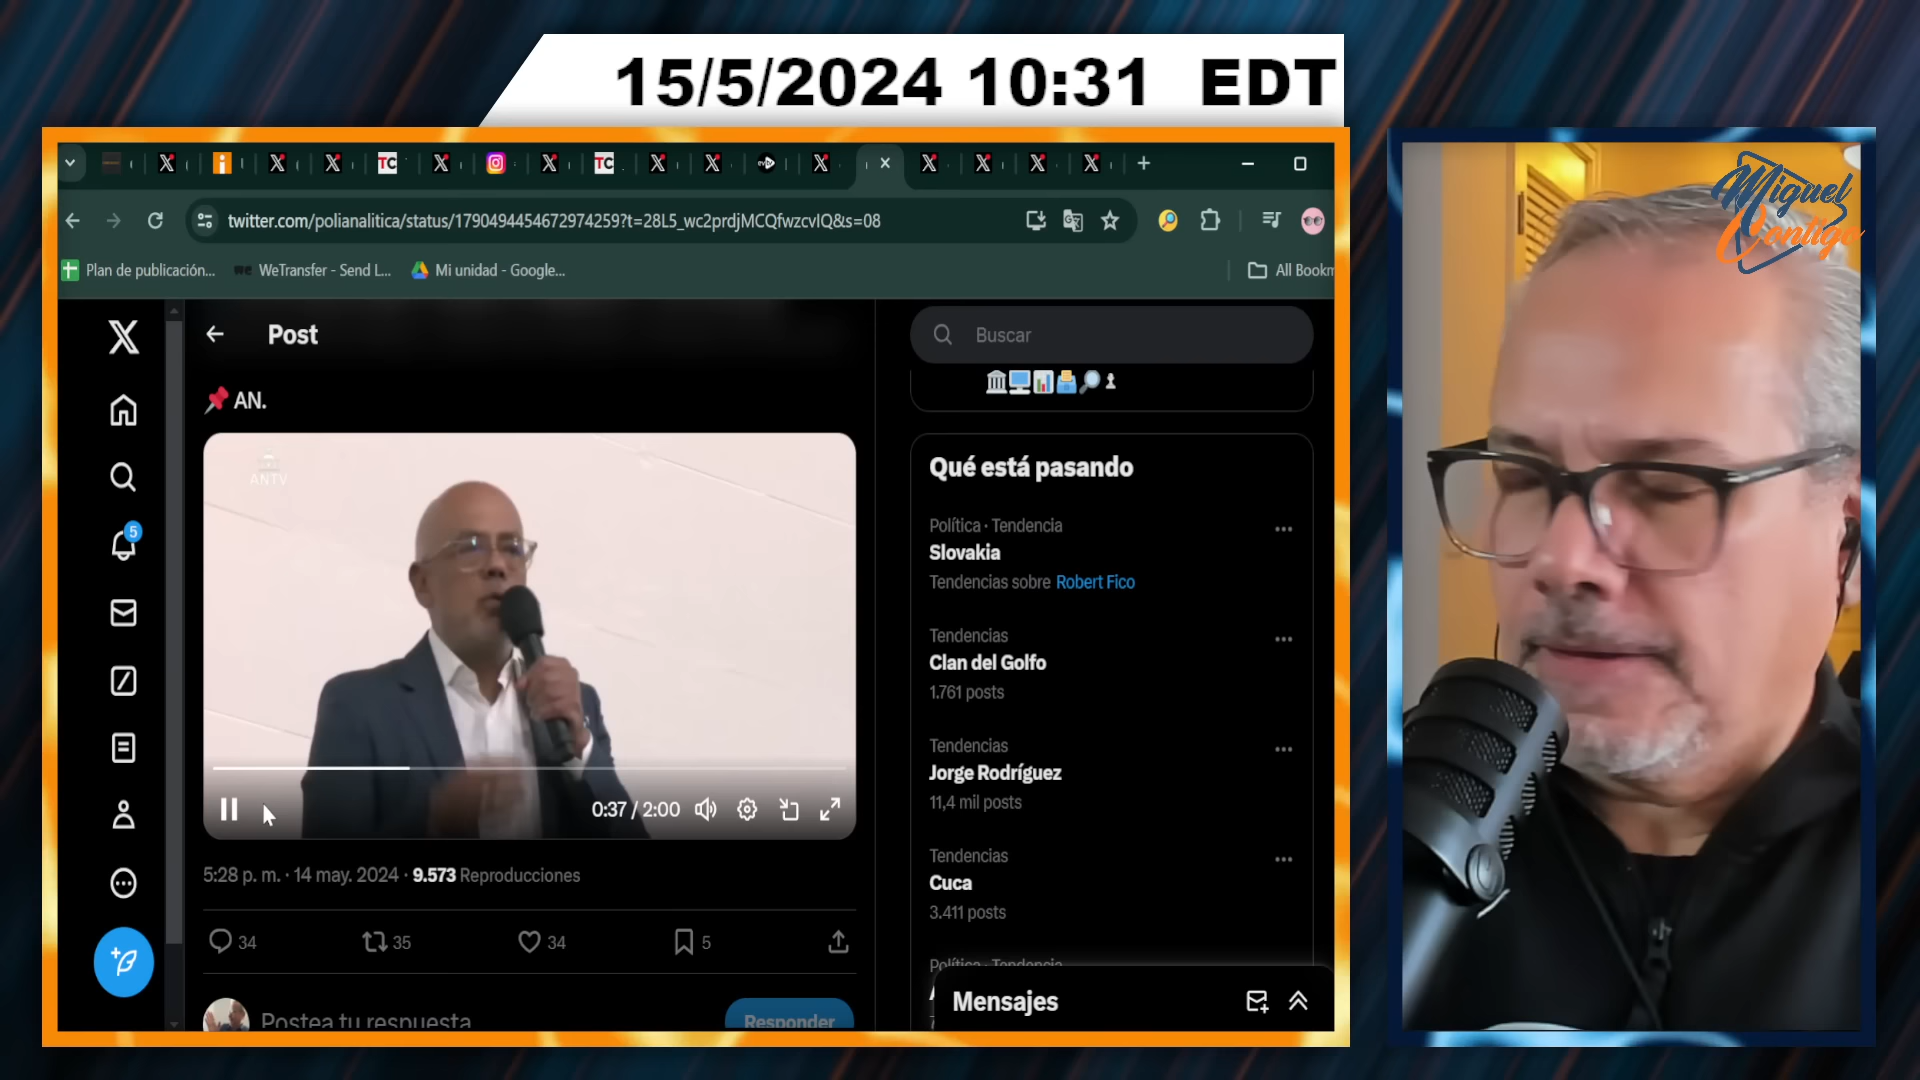 15/5/2024 10:31 EDT
Miguel
Contigo
TC
TC
twitter.com/polianalitica/status/1790494454672974259?t=28L5_wc2prdjMCQfwzcvIQ&s=08
Plan de publicación...
WeTransfer - Send L...
Mi unidad - Google...
All Bookm
Post
Buscar
AN.
ANTV
0:37 / 2:00
5:28 p. m. · 14 may. 2024 · 9.573 Reproducciones
34
35
34
5
Postea tu respuesta
Responder
5
Qué está pasando
Política · Tendencia
Slovakia
Tendencias sobre Robert Fico
Tendencias
Clan del Golfo
1.761 posts
Tendencias
Jorge Rodríguez
11,4 mil posts
Tendencias
Cuca
3.411 posts
Política · Tendencia
Mensajes